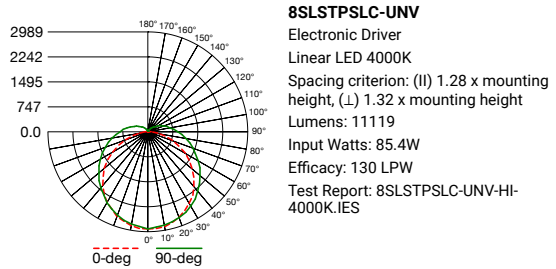 2989
2242
1495
747
0.0
180° 170° 160° 150° 140° 130° 120° 110° 100° 90° 80° 70° 60° 50° 40° 30° 20° 10° 0°
0-deg 90-deg
8SLSTPSLC-UNV
Electronic Driver
Linear LED 4000K
Spacing criterion: (II) 1.28 x mounting
height, (⊥) 1.32 x mounting height
Lumens: 11119
Input Watts: 85.4W
Efficacy: 130 LPW
Test Report: 8SLSTPSLC-UNV-HI-
4000K.IES